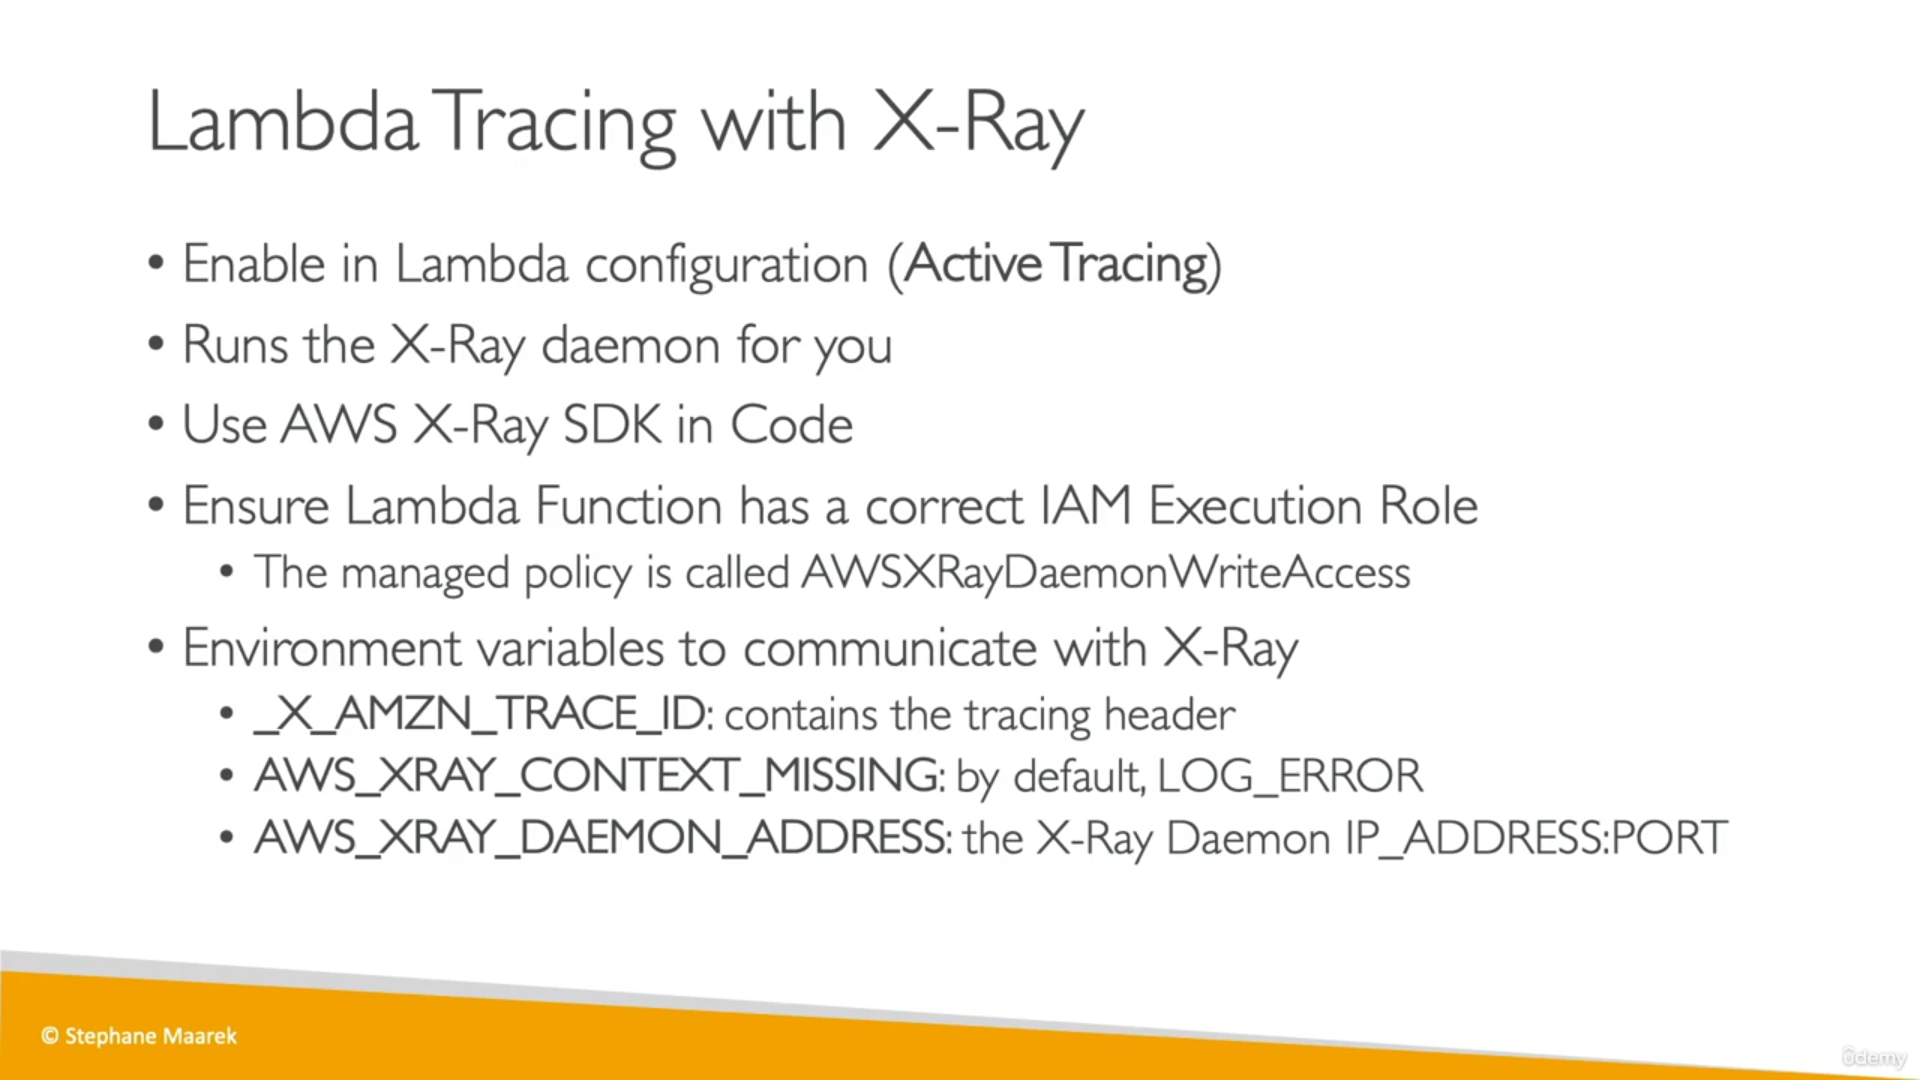 Lambda Tracing with X-Ray
• Enable in Lambda configuration (Active Tracing)
• Runs the X-Ray daemon for you
• Use AWS X-Ray SDK in Code
• Ensure Lambda Function has a correct IAM Execution Role
• The managed policy is called AWSXRayDaemonWriteAccess
• Environment variables to communicate with X-Ray
• _X_AMZN_TRACE_ID: contains the tracing header
• AWS_XRAY_CONTEXT_MISSING: by default, LOG_ERROR
• AWS_XRAY_DAEMON_ADDRESS: the X-Ray Daemon IP_ADDRESS:PORT
© Stephane Maarek
ûdemy